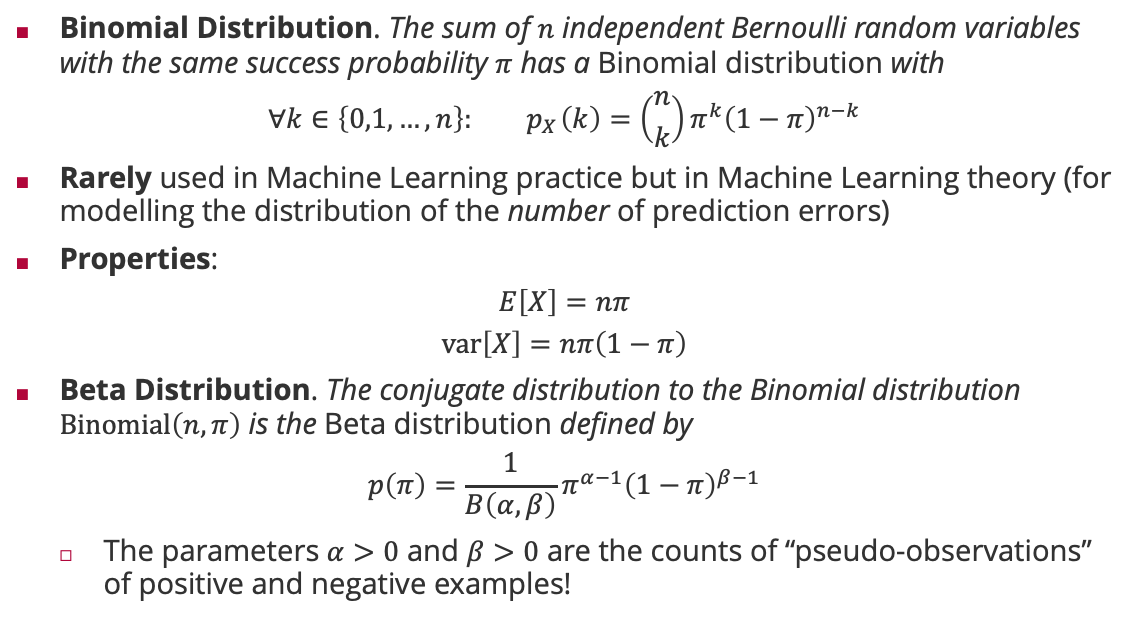 ▪ Binomial Distribution. The sum of n independent Bernoulli random variables
with the same success probability π has a Binomial distribution with
∀k ∈ {0,1, …, n}: p_X(k) = \binom{n}{k} π^k (1 − π)^{n−k}
▪ Rarely used in Machine Learning practice but in Machine Learning theory (for
modelling the distribution of the number of prediction errors)
▪ Properties:
E[X] = nπ
var[X] = nπ(1 − π)
▪ Beta Distribution. The conjugate distribution to the Binomial distribution
Binomial(n, π) is the Beta distribution defined by
p(π) = \frac{1}{B(α, β)} π^{α−1} (1 − π)^{β−1}
▫ The parameters α > 0 and β > 0 are the counts of “pseudo-observations”
of positive and negative examples!